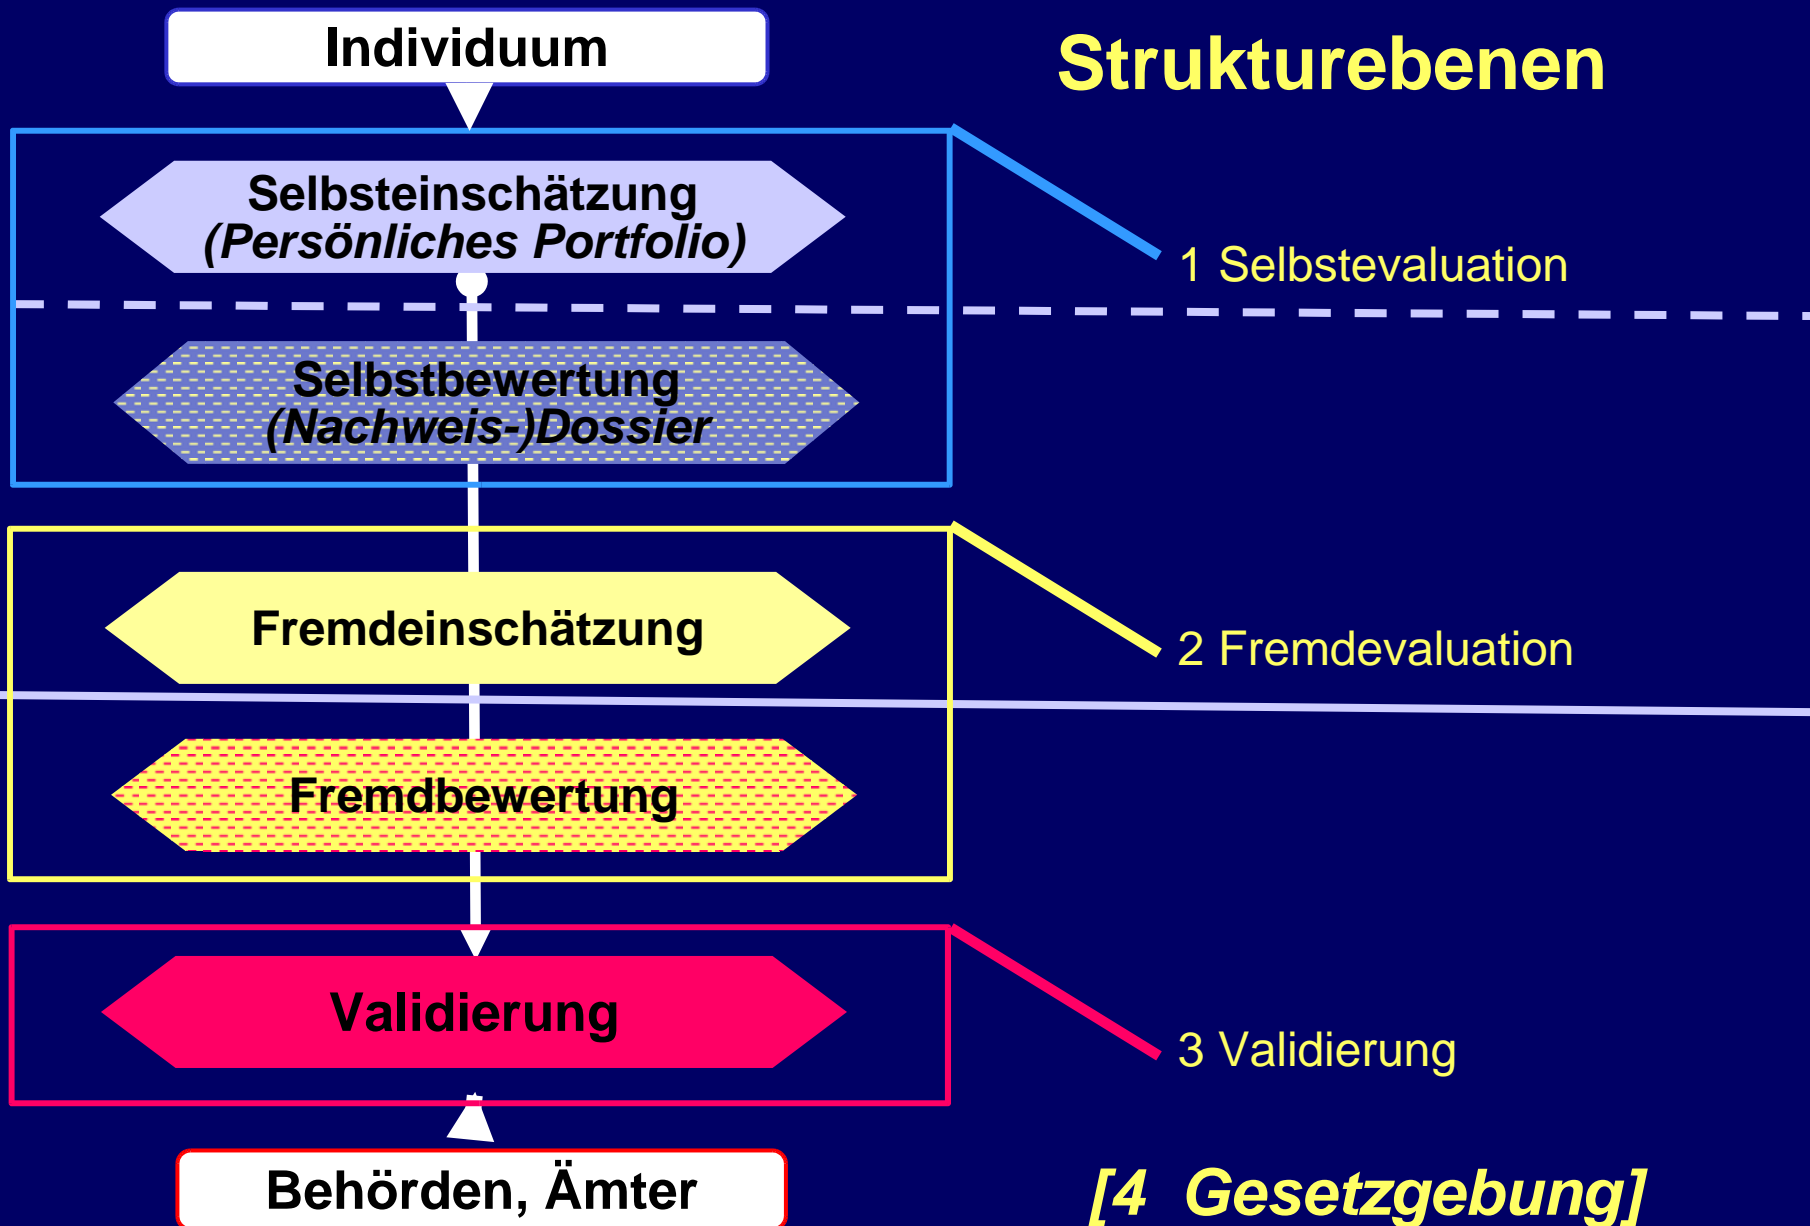 Individuum
Strukturebenen
Selbsteinschätzung
(Persönliches Portfolio)
1 Selbstevaluation
Selbstbewertung
(Nachweis-)Dossier
Fremdeinschätzung
2 Fremdevaluation
Fremdbewertung
Validierung
3 Validierung
Behörden, Ämter
[4 Gesetzgebung]